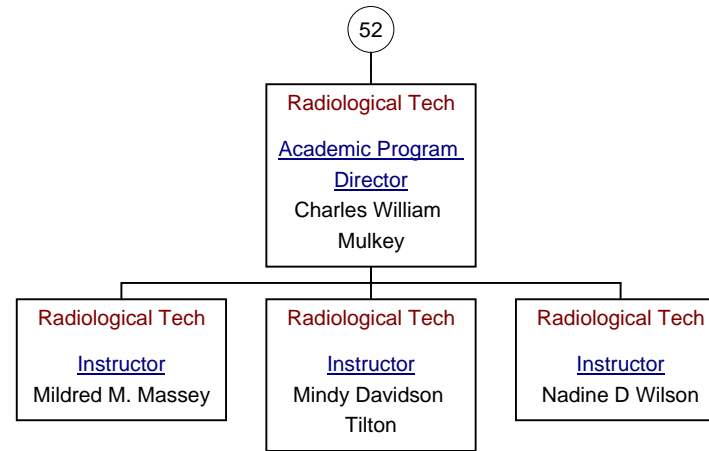 52
Radiological Tech
Academic Program
Director
Charles William
Mulkey
Radiological Tech
Instructor
Mildred M. Massey
Radiological Tech
Instructor
Mindy Davidson
Tilton
Radiological Tech
Instructor
Nadine D Wilson